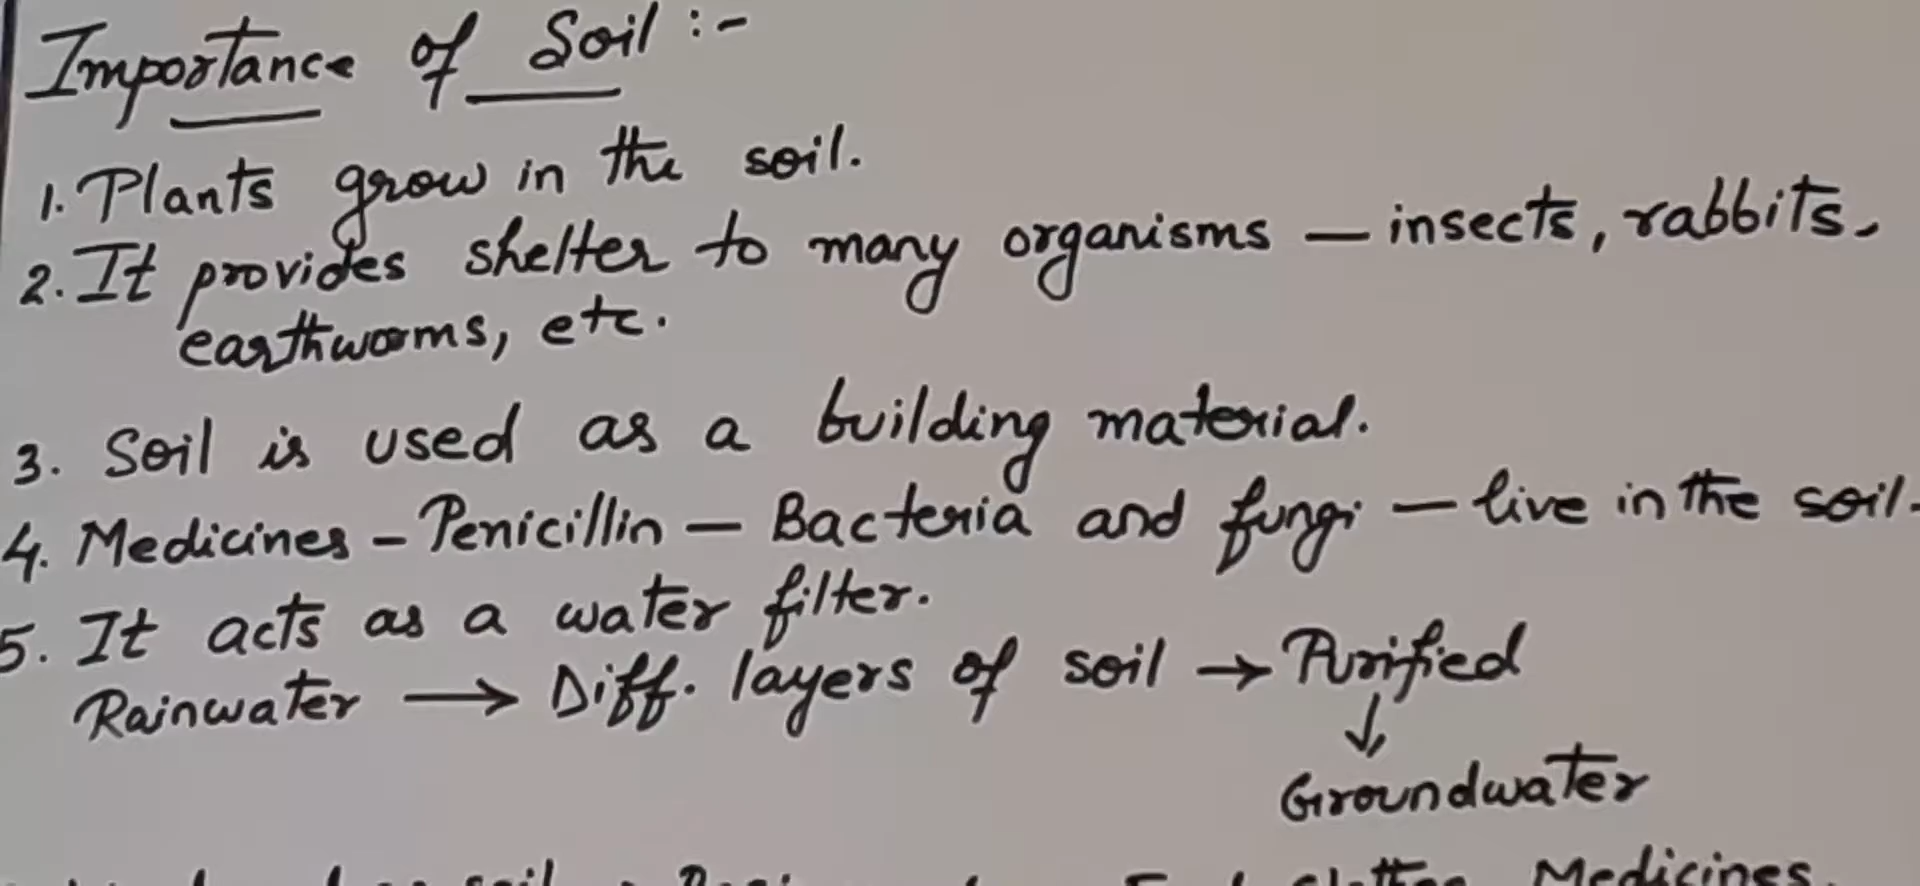 Importance of Soil :-
1. Plants grow in the soil.
2. It provides shelter to many organisms — insects, rabbits,
earthworms, etc.
3. Soil is used as a building material.
4. Medicines - Penicillin — Bacteria and fungi — live in the soil.
5. It acts as a water filter.
Rainwater → Diff. layers of soil → Purified
↓
Groundwater
soil Medicines.